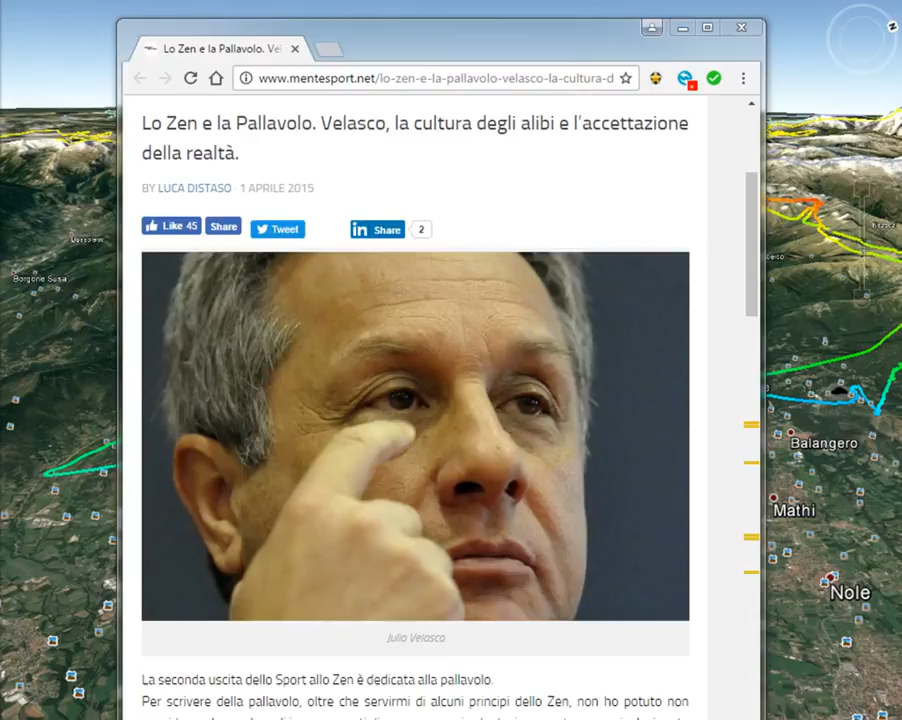 Lo Zen e la Pallavolo. Vel
www.mentesport.net/lo-zen-e-la-pallavolo-velasco-la-cultura-d
Lo Zen e la Pallavolo. Velasco, la cultura degli alibi e l'accettazione
della realtà.
BY LUCA DISTASO · 1 APRILE 2015
Like 45 Share Tweet in Share 2
Borgone Susa
Balangero
Mathi
Nole
Julio Velasco
La seconda uscita dello Sport allo Zen è dedicata alla pallavolo.
Per scrivere della pallavolo, oltre che servirmi di alcuni principi dello Zen, non ho potuto non